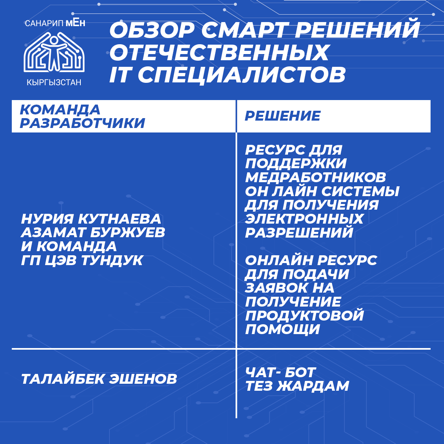 САНАРИП МЕН
КЫРГЫЗСТАН
ОБЗОР СМАРТ РЕШЕНИЙ
ОТЕЧЕСТВЕННЫХ
IT СПЕЦИАЛИСТОВ
КОМАНДА
РАЗРАБОТЧИКИ
РЕШЕНИЕ
НУРИЯ КУТНАЕВА
АЗАМАТ БУРЖУЕВ
И КОМАНДА
ГП ЦЭВ ТУНДУК
РЕСУРС ДЛЯ
ПОДДЕРЖКИ
МЕДРАБОТНИКОВ
ОН ЛАЙН СИСТЕМЫ
ДЛЯ ПОЛУЧЕНИЯ
ЭЛЕКТРОННЫХ
РАЗРЕШЕНИЙ
ОНЛАЙН РЕСУРС
ДЛЯ ПОДАЧИ
ЗАЯВОК НА
ПОЛУЧЕНИЕ
ПРОДУКТОВОЙ
ПОМОЩИ
ТАЛАЙБЕК ЭШЕНОВ
ЧАТ- БОТ
ТЕЗ ЖАРДАМ